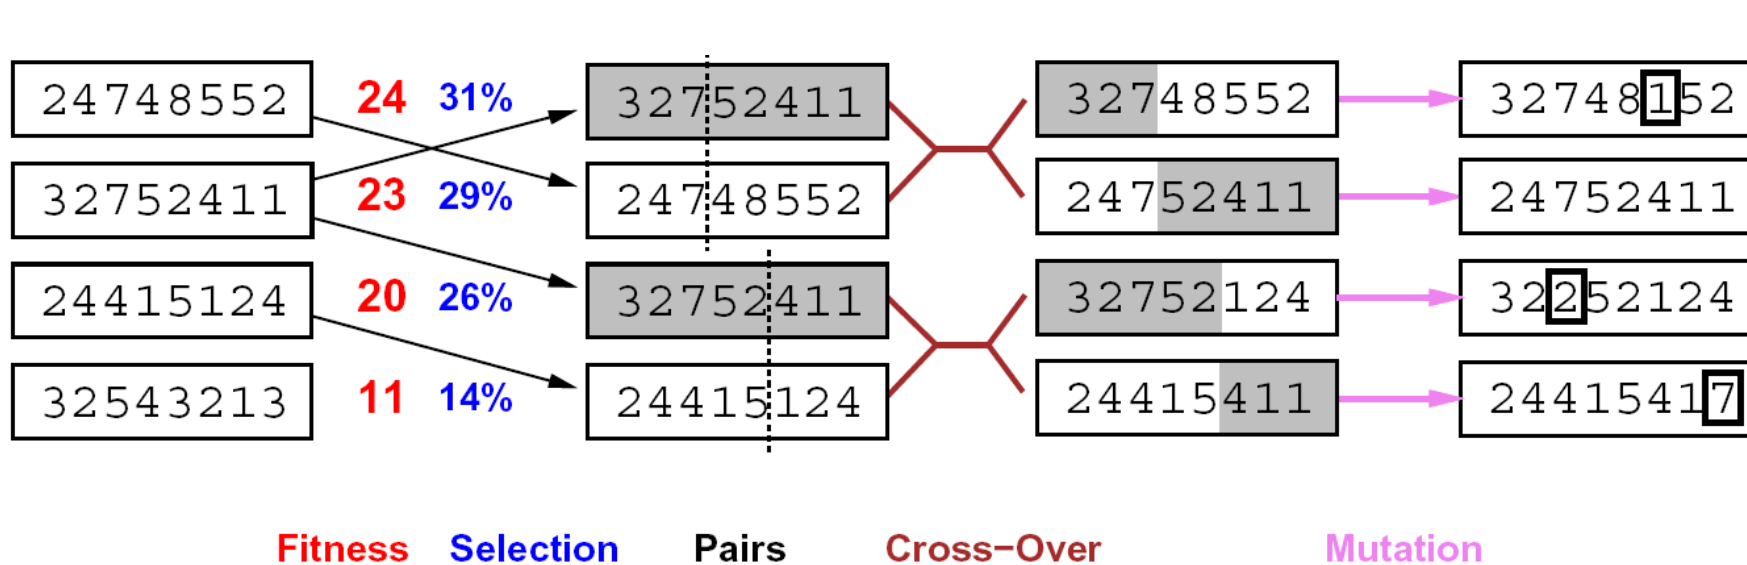 24748552 24 31% 32752411 32748552 32748152
32752411 23 29% 24748552 24752411 24752411
24415124 20 26% 32752411 32752124 32252124
32543213 11 14% 24415124 24415411 24415417
Fitness Selection Pairs Cross-Over Mutation